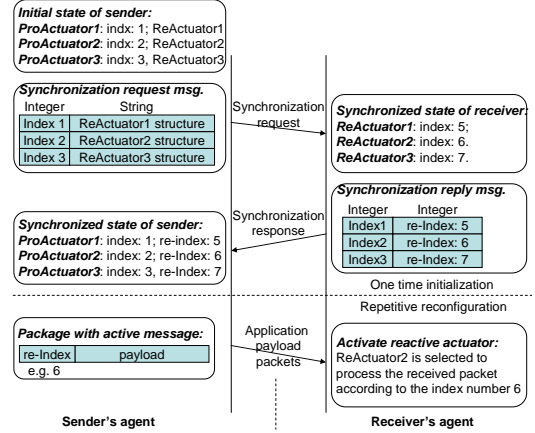 Initial state of sender:
ProActuator1: indx: 1; ReActuator1
ProActuator2: indx: 2; ReActuator2
ProActuator3: indx: 3, ReActuator3
Synchronization request msg.
Integer String
Index 1 ReActuator1 structure
Index 2 ReActuator2 structure
Index 3 ReActuator3 structure
Synchronization
request
Synchronized state of receiver:
ReActuator1: index: 5;
ReActuator2: index: 6.
ReActuator3: index: 7.
Synchronization reply msg.
Integer Integer
Index1 re-Index: 5
Index2 re-Index: 6
Index3 re-Index: 7
Synchronization
response
Synchronized state of sender:
ProActuator1: index: 1; re-index: 5
ProActuator2: index: 2; re-Index: 6
ProActuator3: index: 3, re-Index: 7
One time initialization
Repetitive reconfiguration
Package with active message:
re-Index payload
e.g. 6
Application
payload
packets
Activate reactive actuator:
ReActuator2 is selected to
process the received packet
according to the index number 6
Sender's agent
Receiver's agent